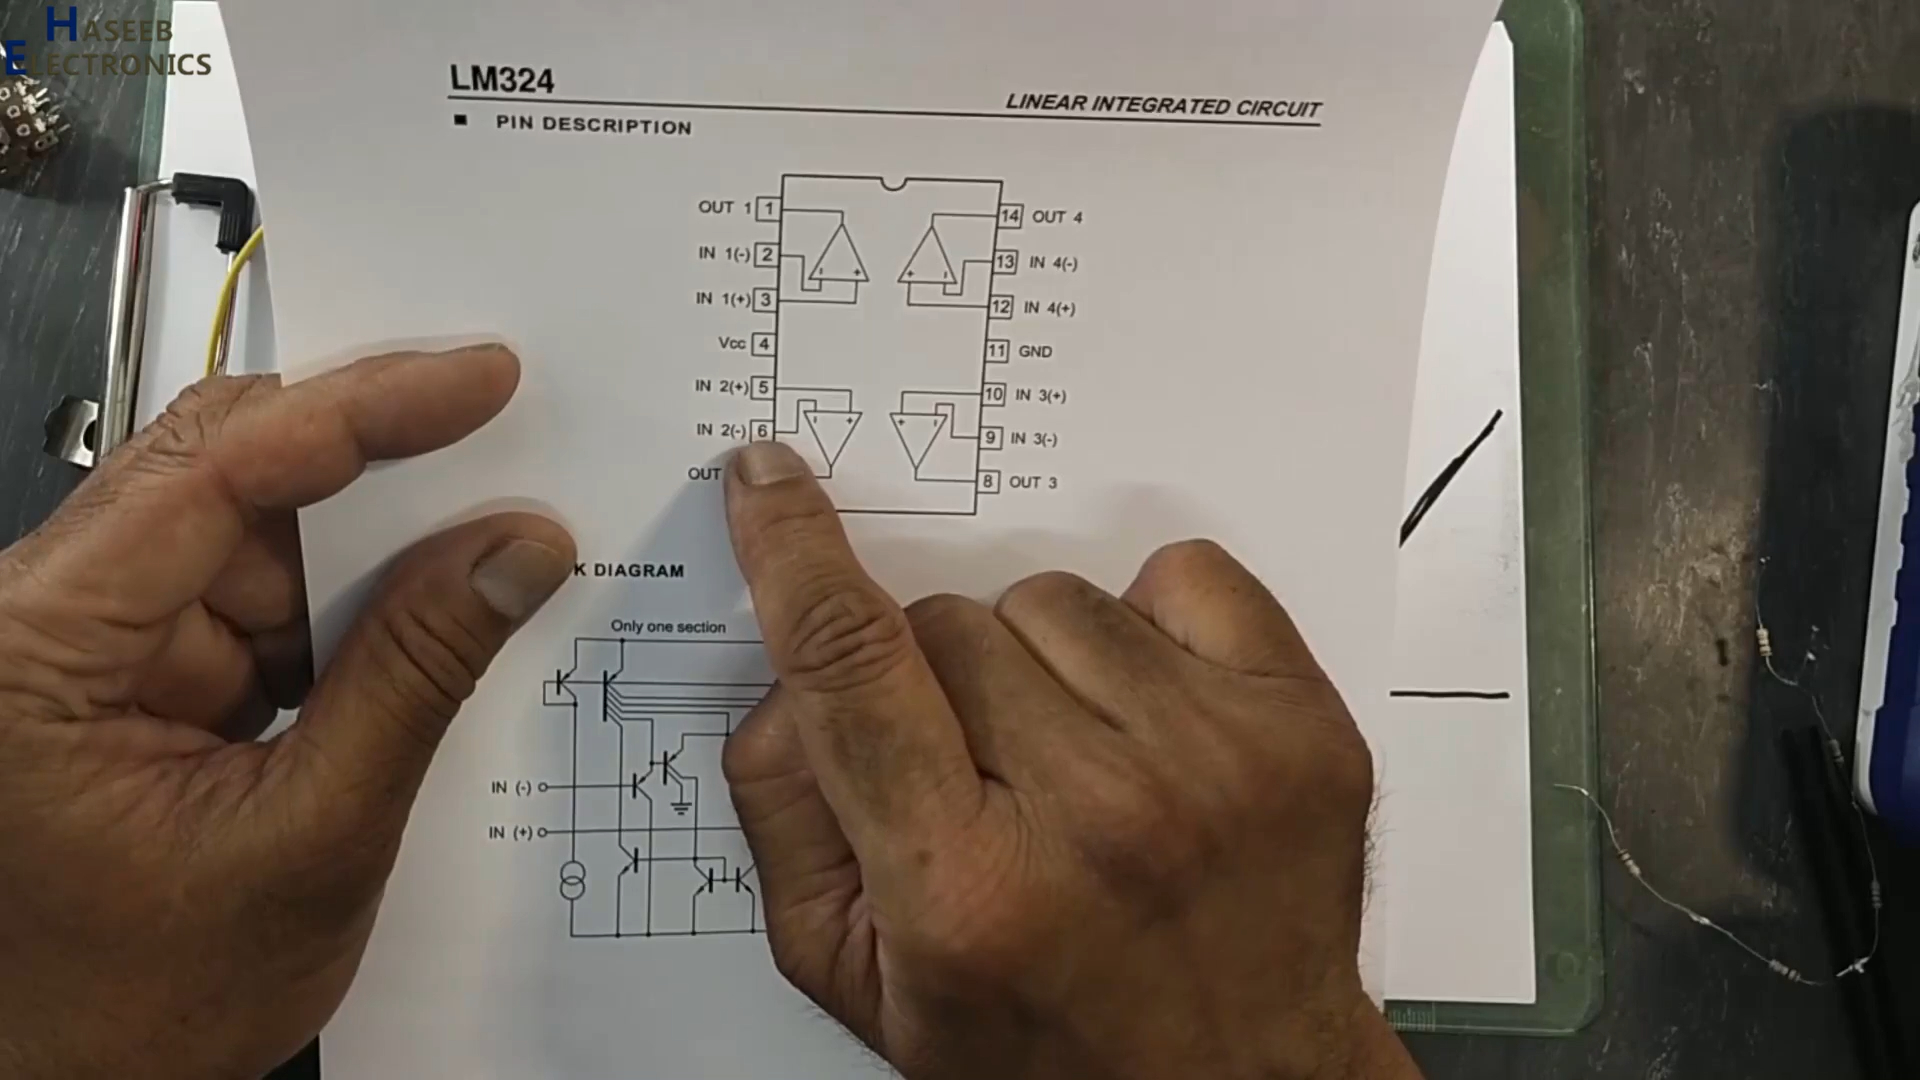 HASEEB
ELECTRONICS
LM324
LINEAR INTEGRATED CIRCUIT
PIN DESCRIPTION
OUT 1 1
14 OUT 4
IN 1(-) 2
13 IN 4(-)
IN 1(+) 3
12 IN 4(+)
Vcc 4
11 GND
IN 2(+) 5
10 IN 3(+)
IN 2(-) 6
9 IN 3(-)
OUT
8 OUT 3
K DIAGRAM
Only one section
IN (-)
IN (+)